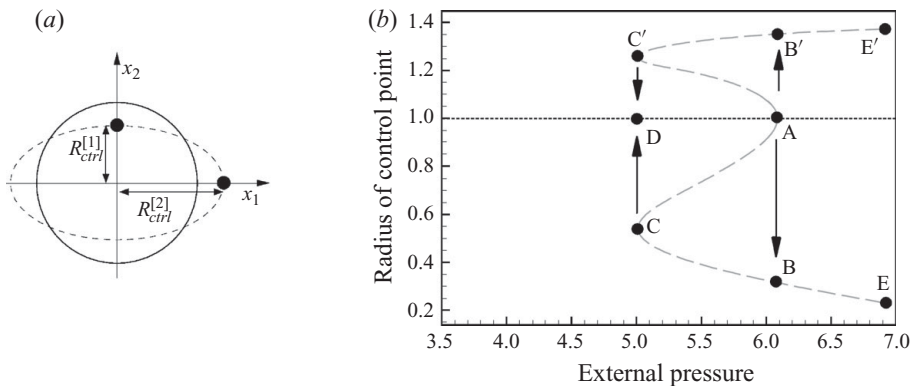 (a)
x₂
R_{ctrl}^{[1]}
R_{ctrl}^{[2]}
x₁
(b)
Radius of control point
1.4
1.2
1.0
0.8
0.6
0.4
0.2
C′
B′
E′
D
A
C
B
E
3.5 4.0 4.5 5.0 5.5 6.0 6.5 7.0
External pressure